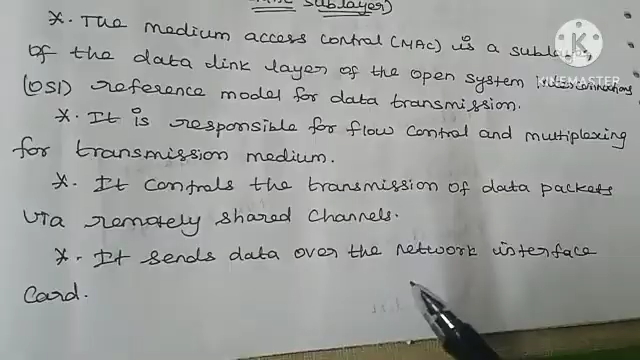 (MAC Sublayer)
*. The medium access control (MAC) is a sublayer
of the data link layer of the open system interconnections
(OSI) reference model for data transmission.
*. It is responsible for flow control and multiplexing
for transmission medium.
*. It controls the transmission of data packets
via remotely shared channels.
*. It sends data over the network interface
card.
KINEMASTER